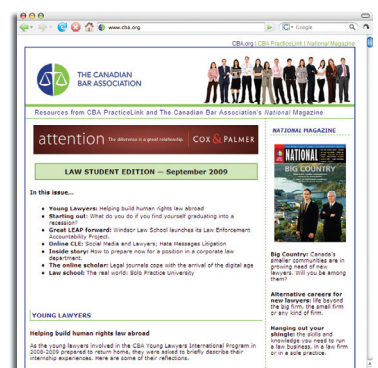 www.cba.org
Google
CBA.org | CBA PracticeLink | National Magazine
THE CANADIAN
BAR ASSOCIATION
Resources from CBA PracticeLink and The Canadian Bar Association's National Magazine
attention The difference is a great relationship COX & PALMER
LAW STUDENT EDITION — September 2009
In this issue...
• Young Lawyers: Helping build human rights law abroad
• Starting out: What do you do if you find yourself graduating into a
recession?
• Great LEAP forward: Windsor Law School launches its Law Enforcement
Accountability Project.
• Online CLE: Social Media and Lawyers; Hate Messages Litigation
• Inside story: How to prepare now for a position in a corporate law
department.
• The online scholar: Legal journals cope with the arrival of the digital age
• Law school: The real world: Solo Practice University
YOUNG LAWYERS
Helping build human rights law abroad
As the young lawyers involved in the CBA Young Lawyers International Program in
2008-2009 prepared to return home, they were asked to briefly describe their
internship experiences. Here are some of their reflections.
NATIONAL MAGAZINE
NATIONAL
BIG COUNTRY
Big Country: Canada's
smaller communities are in
growing need of new
lawyers. Will you be among
them?
Alternative careers for
new lawyers: life beyond
the big firm, the small firm
or any kind of firm.
Hanging out your
shingle: the skills and
knowledge you need to run
a law business, in a law firm
or in a sole practice.